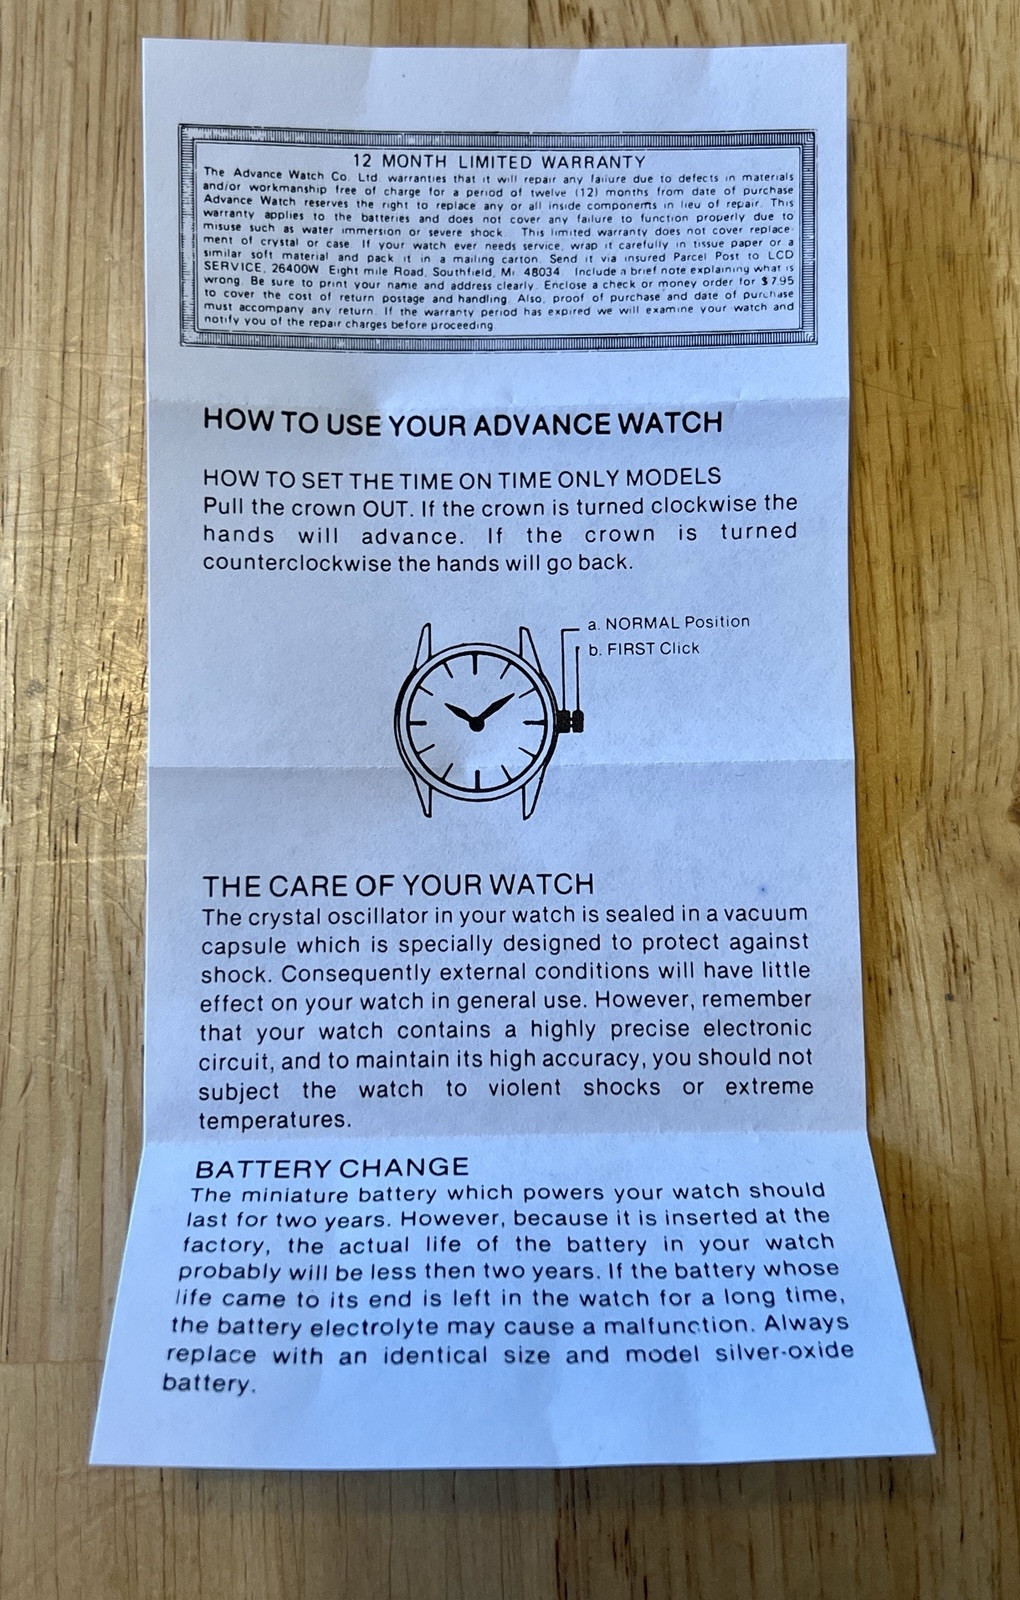 12 MONTH LIMITED WARRANTY
The Advance Watch Co. Ltd. warranties that it will repair any failure due to defects in materials
and/or workmanship free of charge for a period of twelve (12) months from date of purchase
Advance Watch reserves the right to replace any or all inside components in lieu of repair. This
warranty applies to the batteries and does not cover any failure to function properly due to
misuse such as water immersion or severe shock. This limited warranty does not cover replace-
ment of crystal or case. If your watch ever needs service, wrap it carefully in tissue paper or a
similar soft material and pack it in a mailing carton. Send it via insured Parcel Post to LCD
SERVICE, 26400W Eight mile Road, Southfield, Mi 48034. Include a brief note explaining what is
wrong. Be sure to print your name and address clearly. Enclose a check or money order for $7.95
to cover the cost of return postage and handling. Also, proof of purchase and date of purchase
must accompany any return. If the warranty period has expired we will examine your watch and
notify you of the repair charges before proceeding
HOW TO USE YOUR ADVANCE WATCH
HOW TO SET THE TIME ON TIME ONLY MODELS
Pull the crown OUT. If the crown is turned clockwise the
hands will advance. If the crown is turned
counterclockwise the hands will go back.
a. NORMAL Position
b. FIRST Click
THE CARE OF YOUR WATCH
The crystal oscillator in your watch is sealed in a vacuum
capsule which is specially designed to protect against
shock. Consequently external conditions will have little
effect on your watch in general use. However, remember
that your watch contains a highly precise electronic
circuit, and to maintain its high accuracy, you should not
subject the watch to violent shocks or extreme
temperatures.
BATTERY CHANGE
The miniature battery which powers your watch should
last for two years. However, because it is inserted at the
factory, the actual life of the battery in your watch
probably will be less then two years. If the battery whose
life came to its end is left in the watch for a long time,
the battery electrolyte may cause a malfunction. Always
replace with an identical size and model silver-oxide
battery.